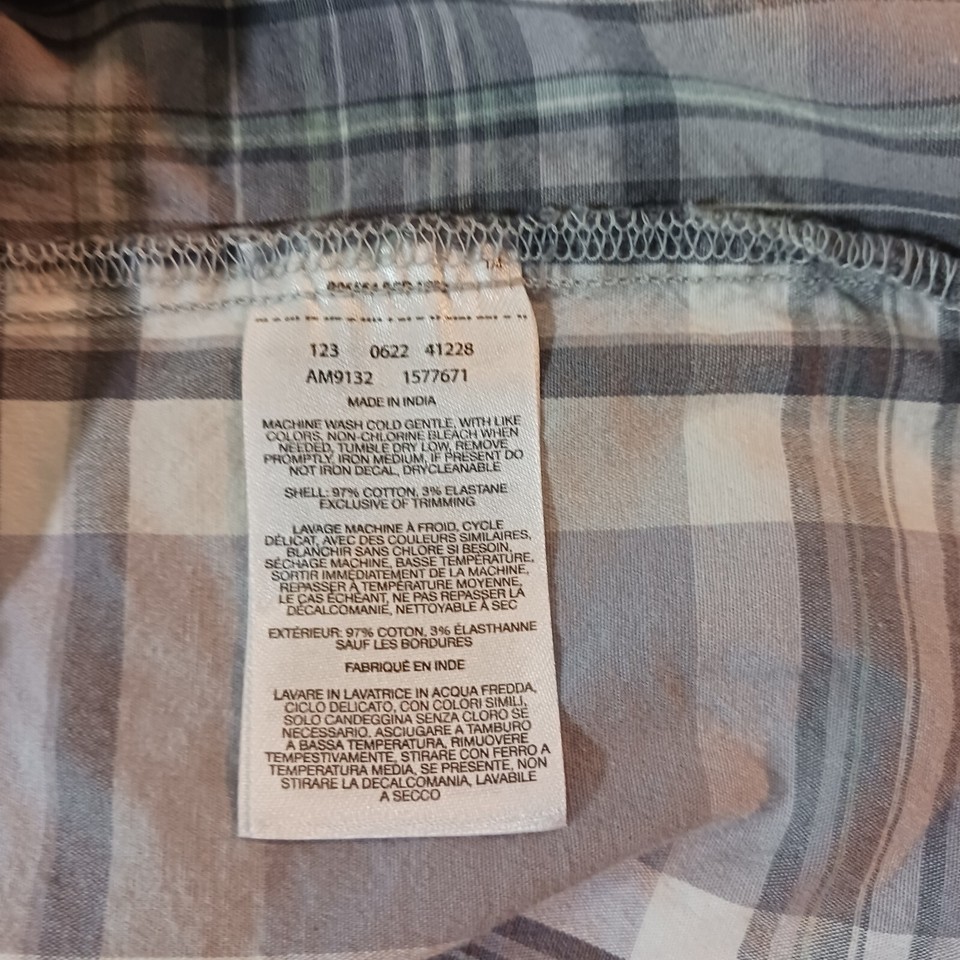 1/4
123 0622 41228
AM9132 1577671
MADE IN INDIA
MACHINE WASH COLD GENTLE, WITH LIKE
COLORS, NON-CHLORINE BLEACH WHEN
NEEDED, TUMBLE DRY LOW, REMOVE
PROMPTLY, IRON MEDIUM, IF PRESENT DO
NOT IRON DECAL, DRYCLEANABLE
SHELL: 97% COTTON, 3% ELASTANE
EXCLUSIVE OF TRIMMING
LAVAGE MACHINE À FROID, CYCLE
DÉLICAT, AVEC DES COULEURS SIMILAIRES,
BLANCHIR SANS CHLORE SI BESOIN,
SÉCHAGE MACHINE, BASSE TEMPÉRATURE,
SORTIR IMMÉDIATEMENT DE LA MACHINE,
REPASSER À TEMPÉRATURE MOYENNE,
LE CAS ÉCHÉANT, NE PAS REPASSER LA
DÉCALCOMANIE, NETTOYABLE À SEC
EXTÉRIEUR: 97% COTON, 3% ÉLASTHANNE
SAUF LES BORDURES
FABRIQUÉ EN INDE
LAVARE IN LAVATRICE IN ACQUA FREDDA,
CICLO DELICATO, CON COLORI SIMILI,
SOLO CANDEGGINA SENZA CLORO SE
NECESSARIO, ASCIUGARE A TAMBURO
A BASSA TEMPERATURA, RIMUOVERE
TEMPESTIVAMENTE, STIRARE CON FERRO A
TEMPERATURA MEDIA, SE PRESENTE, NON
STIRARE LA DECALCOMANIA, LAVABILE
A SECCO